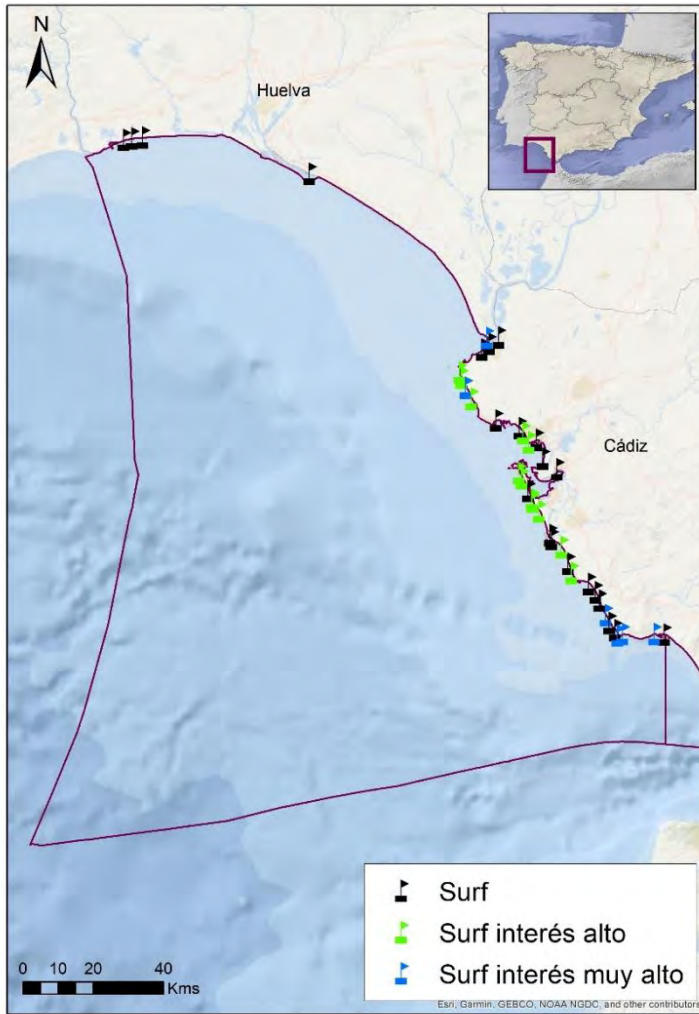 N
Huelva
Cádiz
Surf
Surf interés alto
Surf interés muy alto
0 10 20 40
Kms
Esri, Garmin, GEBCO, NOAA NGDC, and other contributors